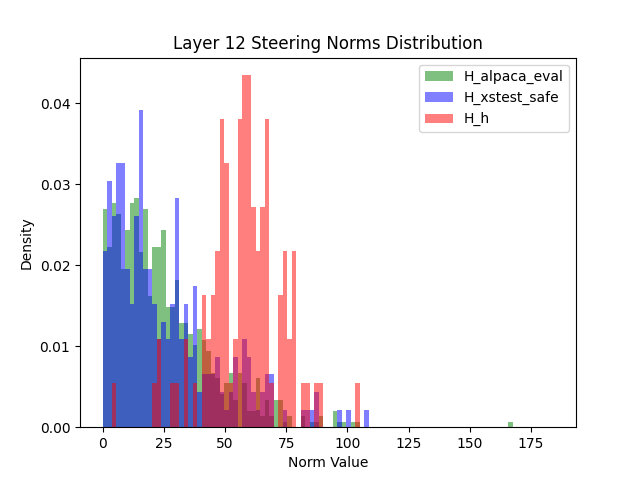 Layer 12 Steering Norms Distribution
H_alpaca_eval
H_xstest_safe
H_h
Density
0.04
0.03
0.02
0.01
0.00
0 25 50 75 100 125 150 175
Norm Value